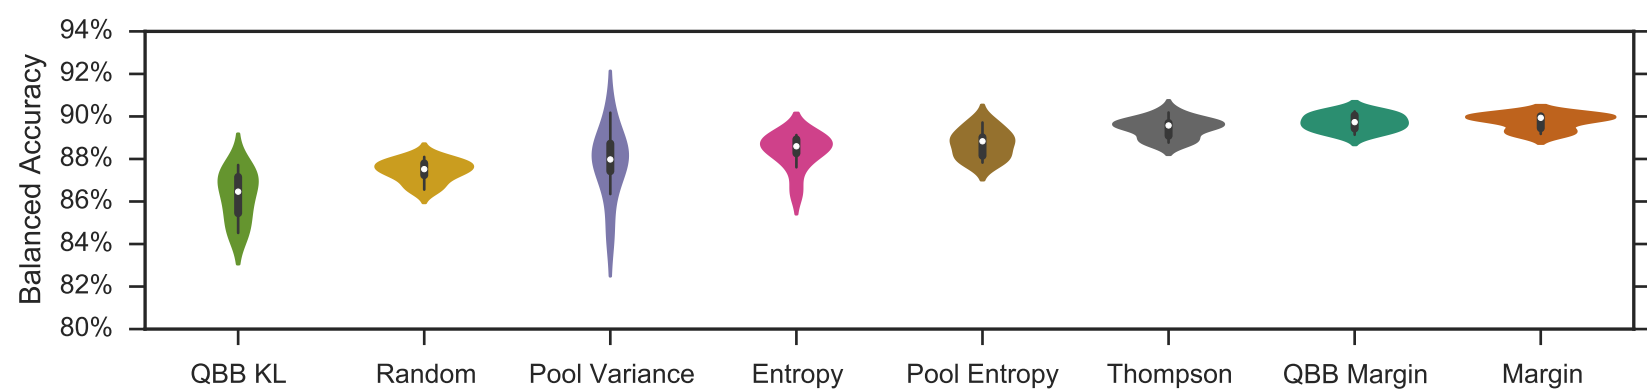 Balanced Accuracy
94%
92%
90%
88%
86%
84%
82%
80%
QBB KL
Random
Pool Variance
Entropy
Pool Entropy
Thompson
QBB Margin
Margin